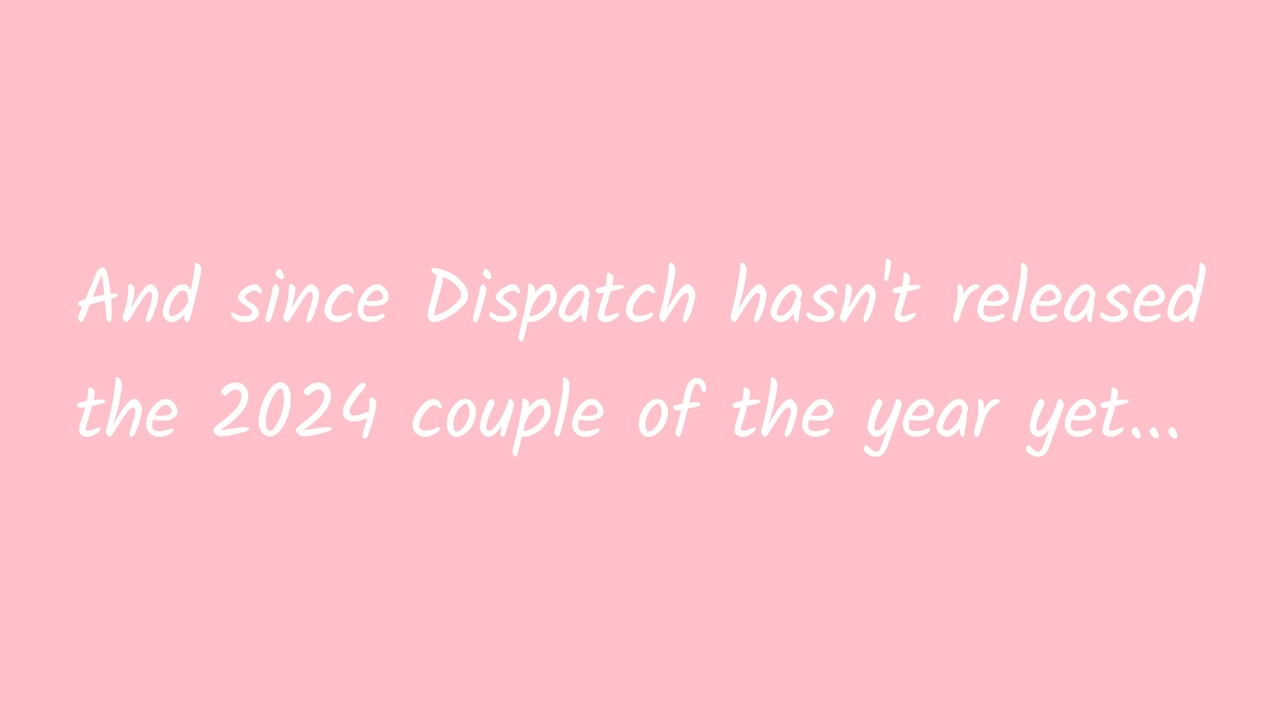 And since Dispatch hasn't released
the 2024 couple of the year yet...